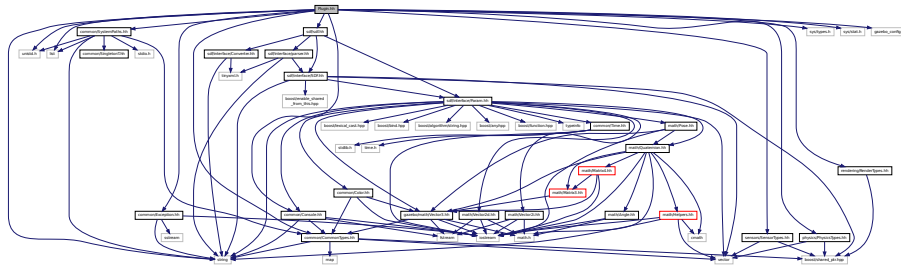 Plugin.hh
common/SystemPaths.hh
sdf/sdf.hh
sys/types.h
sys/stat.h
gazebo_config.h
unistd.h
list
common/SingletonT.hh
stdio.h
sdf/interface/Converter.hh
sdf/interface/parser.hh
tinyxml.h
sdf/interface/SDF.hh
boost/enable_shared
_from_this.hpp
sdf/interface/Param.hh
boost/lexical_cast.hpp
boost/bind.hpp
boost/algorithm/string.hpp
boost/any.hpp
boost/function.hpp
typeinfo
common/Time.hh
math/Pose.hh
stdlib.h
time.h
math/Quaternion.hh
math/Matrix4.hh
rendering/RenderTypes.hh
math/Matrix3.hh
common/Color.hh
common/Exception.hh
common/Console.hh
gazebo/math/Vector3.hh
math/Vector2d.hh
math/Vector2i.hh
math/Angle.hh
math/Helpers.hh
sstream
common/CommonTypes.hh
fstream
iostream
math.h
cmath
sensors/SensorTypes.hh
physics/PhysicsTypes.hh
string
map
vector
boost/shared_ptr.hpp